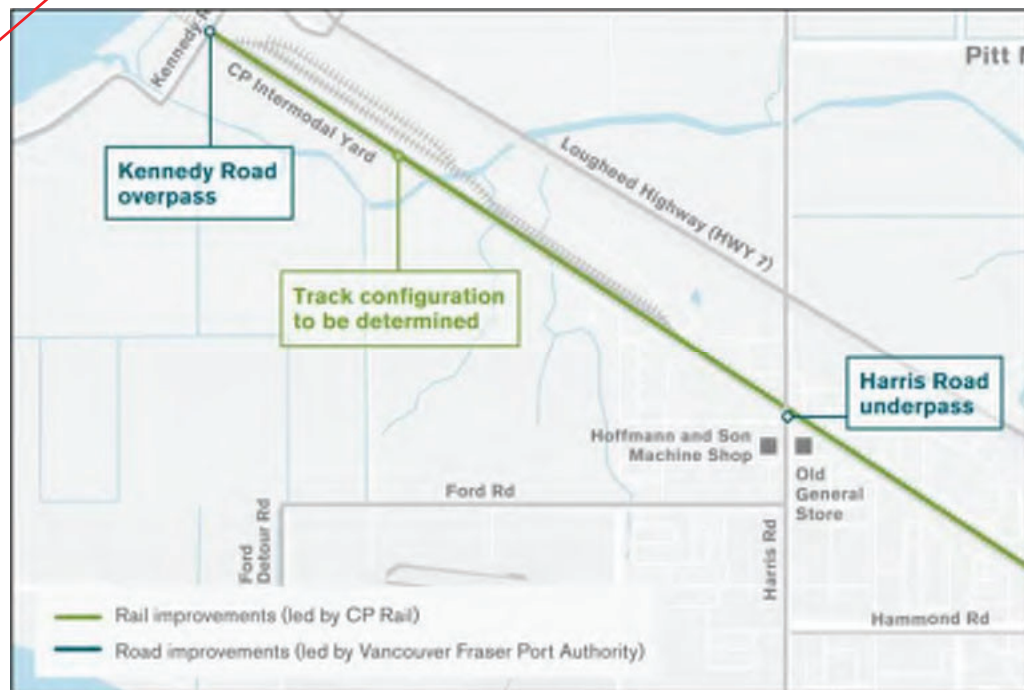 Kennedy R
Pitt
CP Intermodal Yard
Kennedy Road
overpass
Lougheed Highway (HWY 7)
Track configuration
to be determined
Harris Road
underpass
Hoffmann and Son
Machine Shop
Old
General
Store
Ford Rd
Ford
Detour Rd
Harris Rd
Hammond Rd
Rail improvements (led by CP Rail)
Road improvements (led by Vancouver Fraser Port Authority)